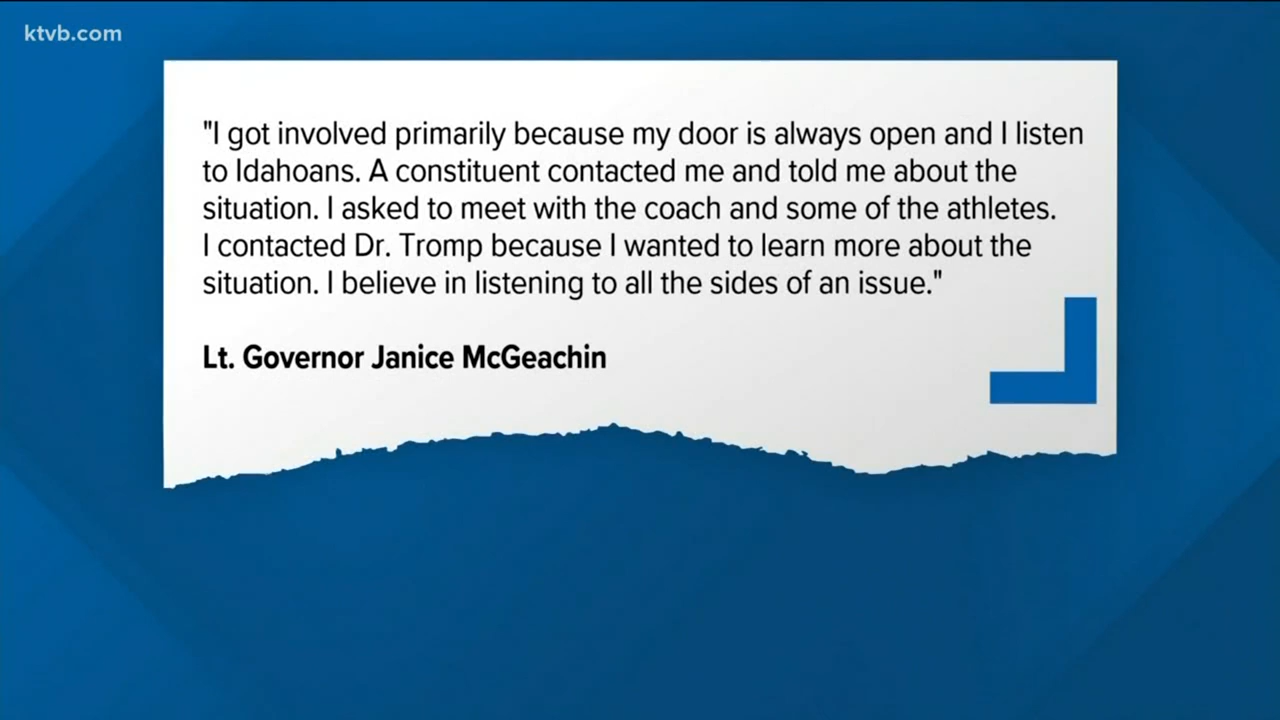 ktvb.com
"I got involved primarily because my door is always open and I listen
to Idahoans. A constituent contacted me and told me about the
situation. I asked to meet with the coach and some of the athletes.
I contacted Dr. Tromp because I wanted to learn more about the
situation. I believe in listening to all the sides of an issue."
Lt. Governor Janice McGeachin